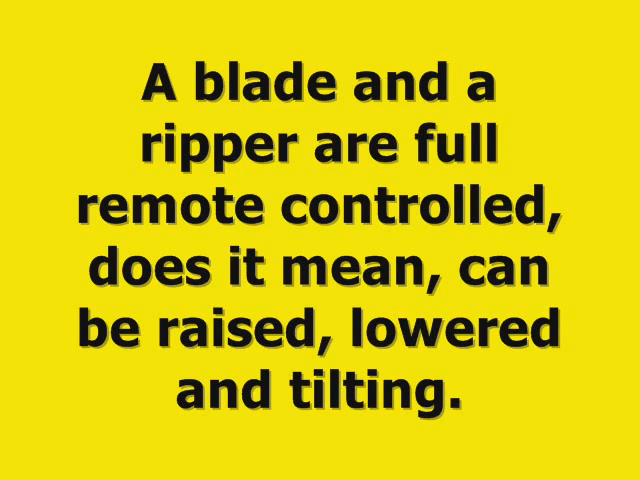 A blade and a
ripper are full
remote controlled,
does it mean, can
be raised, lowered
and tilting.